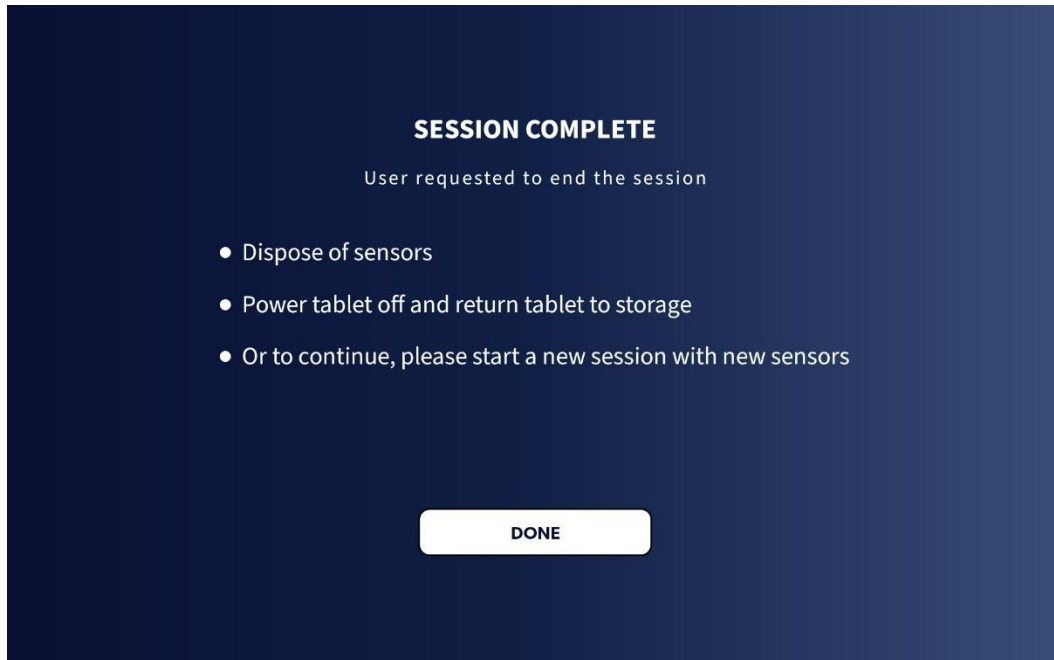 SESSION COMPLETE
User requested to end the session
● Dispose of sensors
● Power tablet off and return tablet to storage
● Or to continue, please start a new session with new sensors
DONE